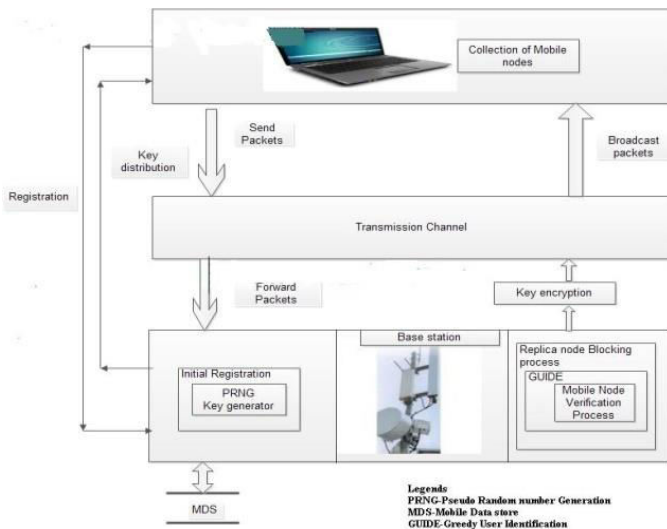 Collection of Mobile
nodes
Send
Packets
Key
distribution
Broadcast
packets
Registration
Transmission Channel
Forward
Packets
Key encryption
Base station
Initial Registration
PRNG
Key generator
Replica node Blocking
process
GUIDE
Mobile Node
Verification
Process
MDS
Legends
PRNG-Pseudo Random number Generation
MDS-Mobile Data store
GUIDE-Greedy User Identification